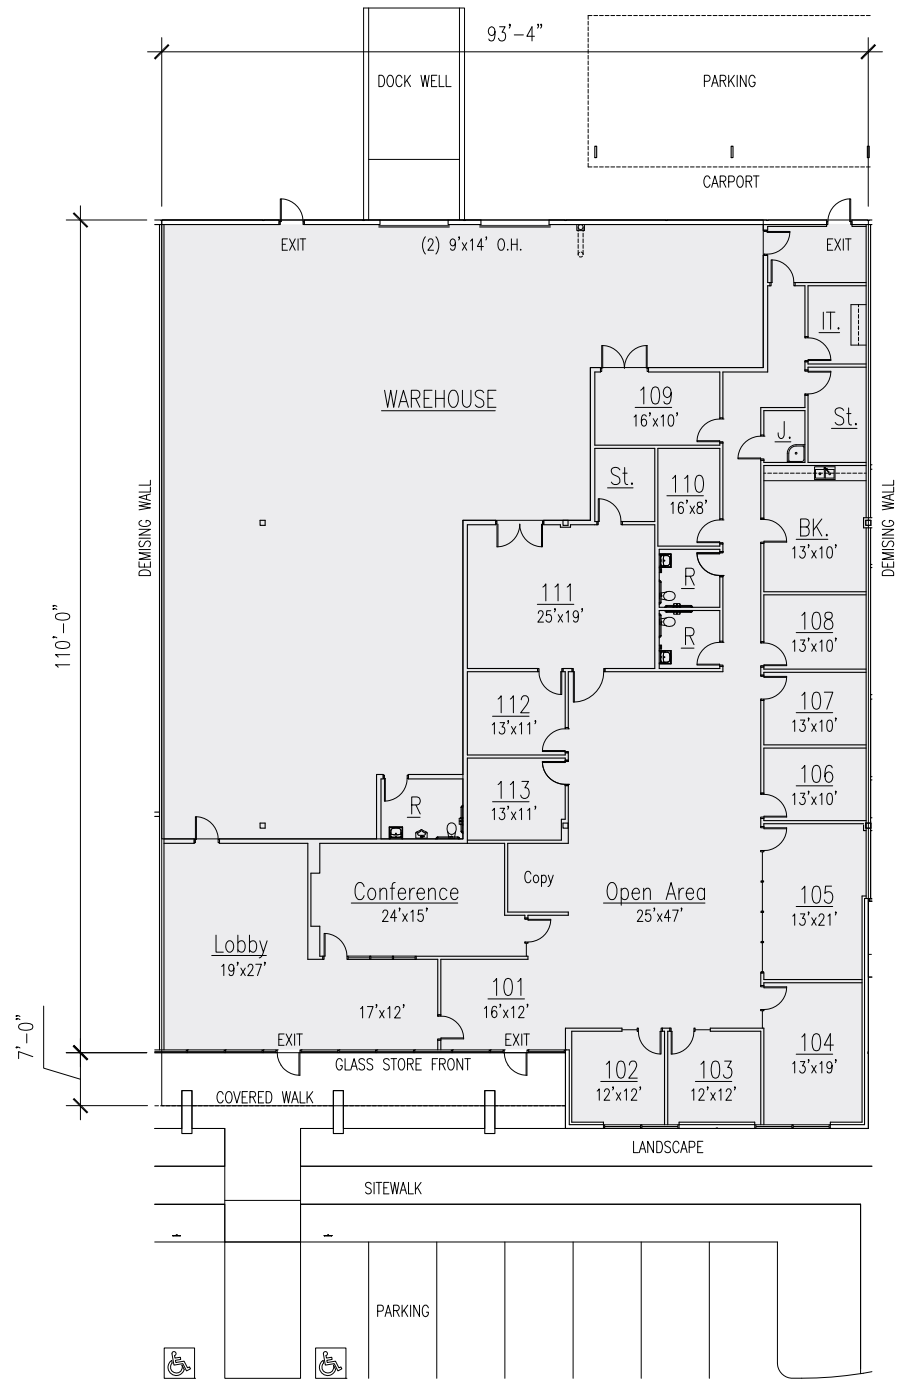 93'-4"
DOCK WELL
PARKING
CARPORT
EXIT
(2) 9'x14' O.H.
EXIT
IT.
WAREHOUSE
109
16'x10'
St.
J.
St.
110
16'x8'
DEMISING WALL
DEMISING WALL
BK.
13'x10'
R
111
25'x19'
108
13'x10'
R
110'-0"
112
13'x11'
107
13'x10'
113
13'x11'
106
13'x10'
R
Copy
Conference
24'x15'
Open Area
25'x47'
105
13'x21'
Lobby
19'x27'
101
16'x12'
17'x12'
7'-0"
EXIT
EXIT
104
13'x19'
GLASS STORE FRONT
102
12'x12'
103
12'x12'
COVERED WALK
LANDSCAPE
SITEWALK
PARKING